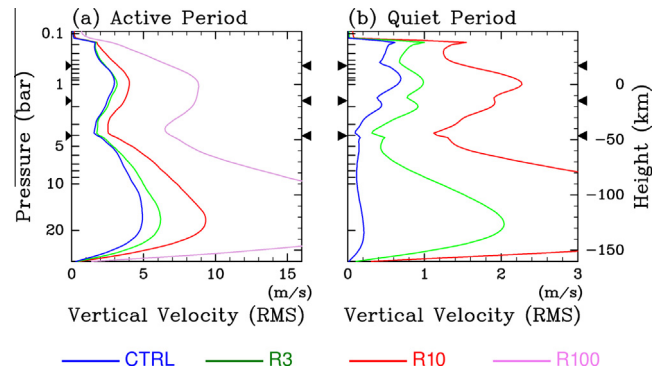 (a) Active Period
(b) Quiet Period
0.1
1
5
10
20
Pressure (bar)
0
-50
-100
-150
Height (km)
0 5 10 15
(m/s)
0 1 2 3
(m/s)
Vertical Velocity (RMS)
Vertical Velocity (RMS)
CTRL R3 R10 R100